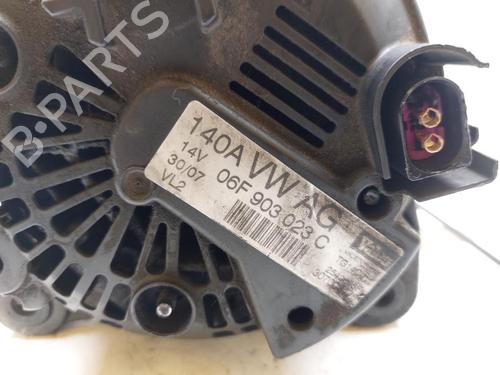 B-PARTS
140A VW AG
14V 06F 903 023 C
30/07
VL2